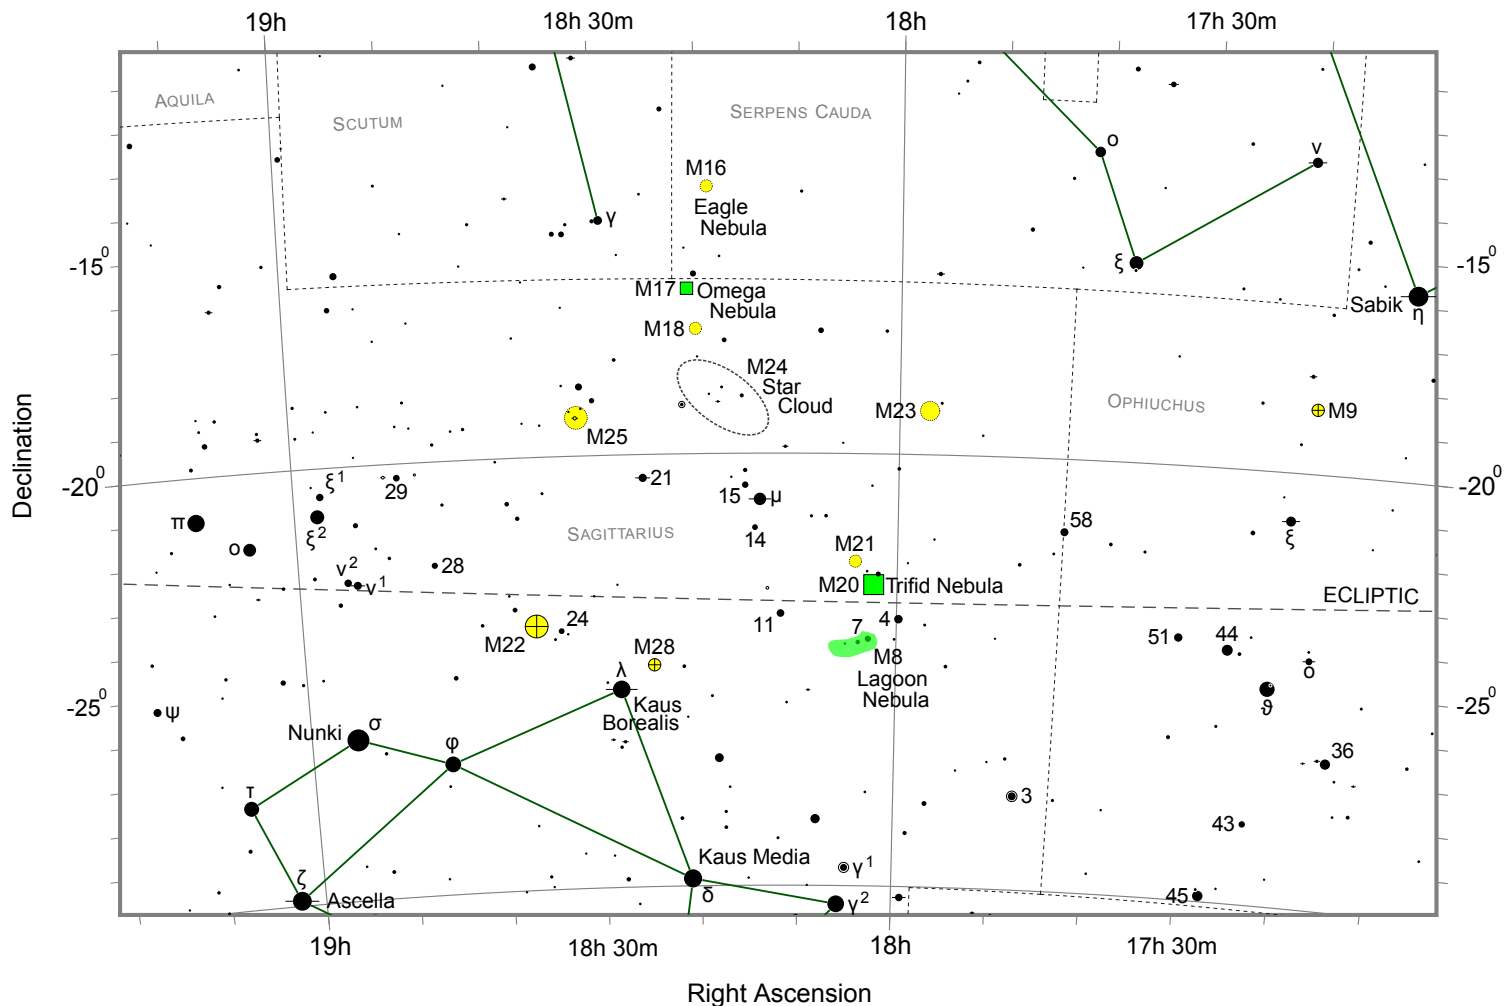 19h
18h 30m
18h
17h 30m
AQUILA
SCUTUM
SERPENS CAUDA
ο
ν
M16
Eagle
Nebula
γ
ξ
-15⁰
-15⁰
M17
Omega
Nebula
Sabik
η
M18
M24
Star
Cloud
M23
OPHIUCHUS
M9
M25
Declination
-20⁰
-20⁰
ξ¹
29
21
15
μ
π
ξ²
ο
SAGITTARIUS
14
58
ξ
M21
ν²
ν¹
28
M20
Trifid Nebula
ECLIPTIC
M22
24
11
7
4
51
44
ο
M28
M8
Lagoon
Nebula
λ
Kaus
Borealis
ϑ
-25⁰
-25⁰
ψ
Nunki
σ
φ
36
τ
3
43
Kaus Media
γ¹
ζ
Ascella
δ
γ²
45
19h
18h 30m
18h
17h 30m
Right Ascension